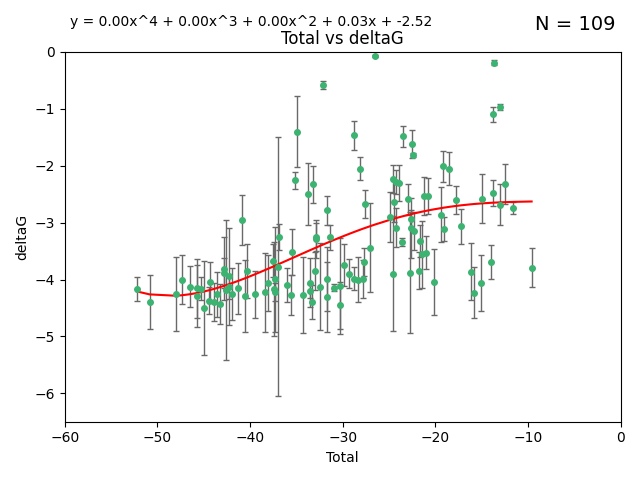 y = 0.00x^4 + 0.00x^3 + 0.00x^2 + 0.03x + -2.52
N = 109
Total vs deltaG
0
−1
−2
−3
−4
−5
−6
deltaG
−60 −50 −40 −30 −20 −10 0
Total